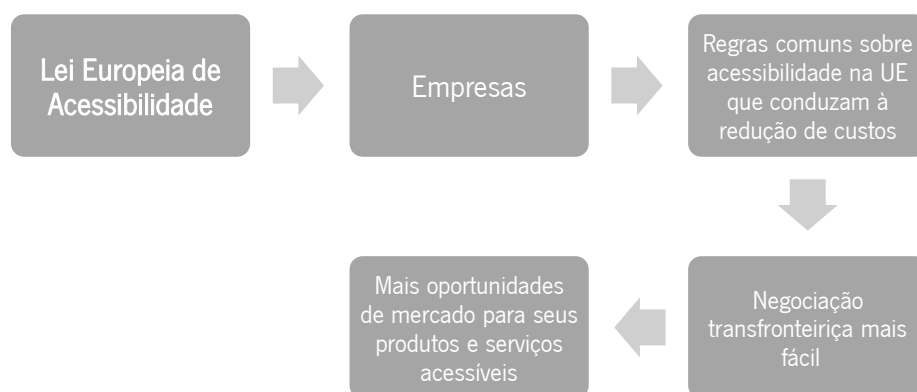 Lei Europeia de
Acessibilidade
Empresas
Regras comuns sobre
acessibilidade na UE
que conduzam à
redução de custos
Negociação
transfronteiriça mais
fácil
Mais oportunidades
de mercado para seus
produtos e serviços
acessíveis